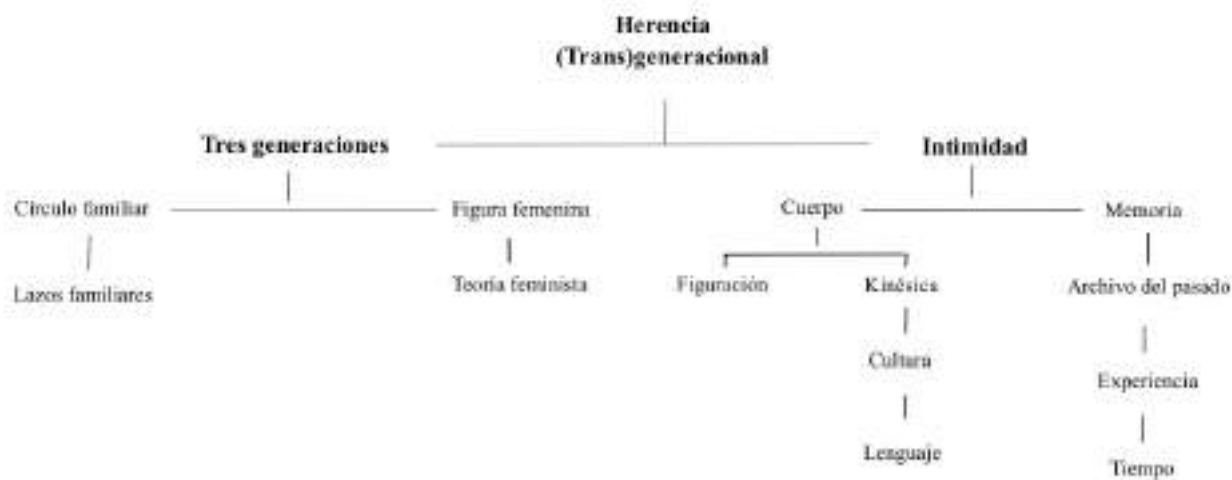 Herencia
(Trans)generacional
Tres generaciones
Intimidad
Círculo familiar
Figura femenina
Cuerpo
Memoria
Lazos familiares
Teoría feminista
Figuración
Kinésica
Archivo del pasado
Cultura
Experiencia
Lenguaje
Tiempo